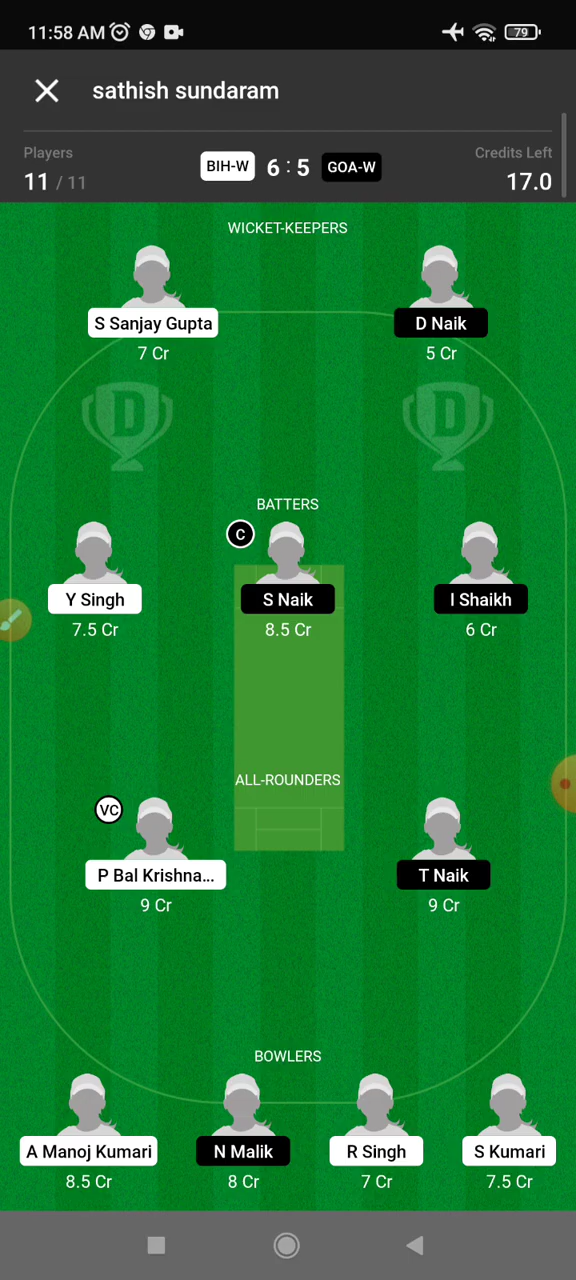 11:58 AM
79
sathish sundaram
Players
11 / 11
BIH-W 6 : 5 GOA-W
Credits Left
17.0
WICKET-KEEPERS
S Sanjay Gupta
D Naik
7 Cr
5 Cr
D
D
BATTERS
C
Y Singh
S Naik
I Shaikh
7.5 Cr
8.5 Cr
6 Cr
ALL-ROUNDERS
VC
P Bal Krishna...
T Naik
9 Cr
9 Cr
BOWLERS
A Manoj Kumari
N Malik
R Singh
S Kumari
8.5 Cr
8 Cr
7 Cr
7.5 Cr